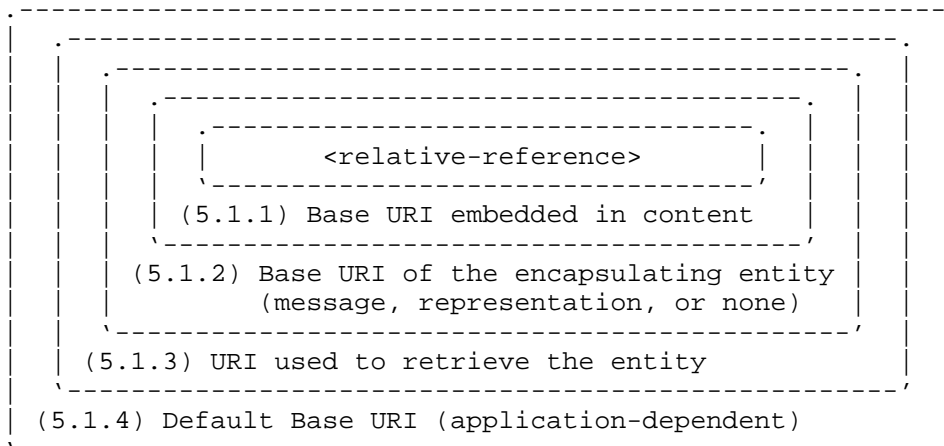 <relative-reference>
(5.1.1) Base URI embedded in content
(5.1.2) Base URI of the encapsulating entity
(message, representation, or none)
(5.1.3) URI used to retrieve the entity
(5.1.4) Default Base URI (application-dependent)